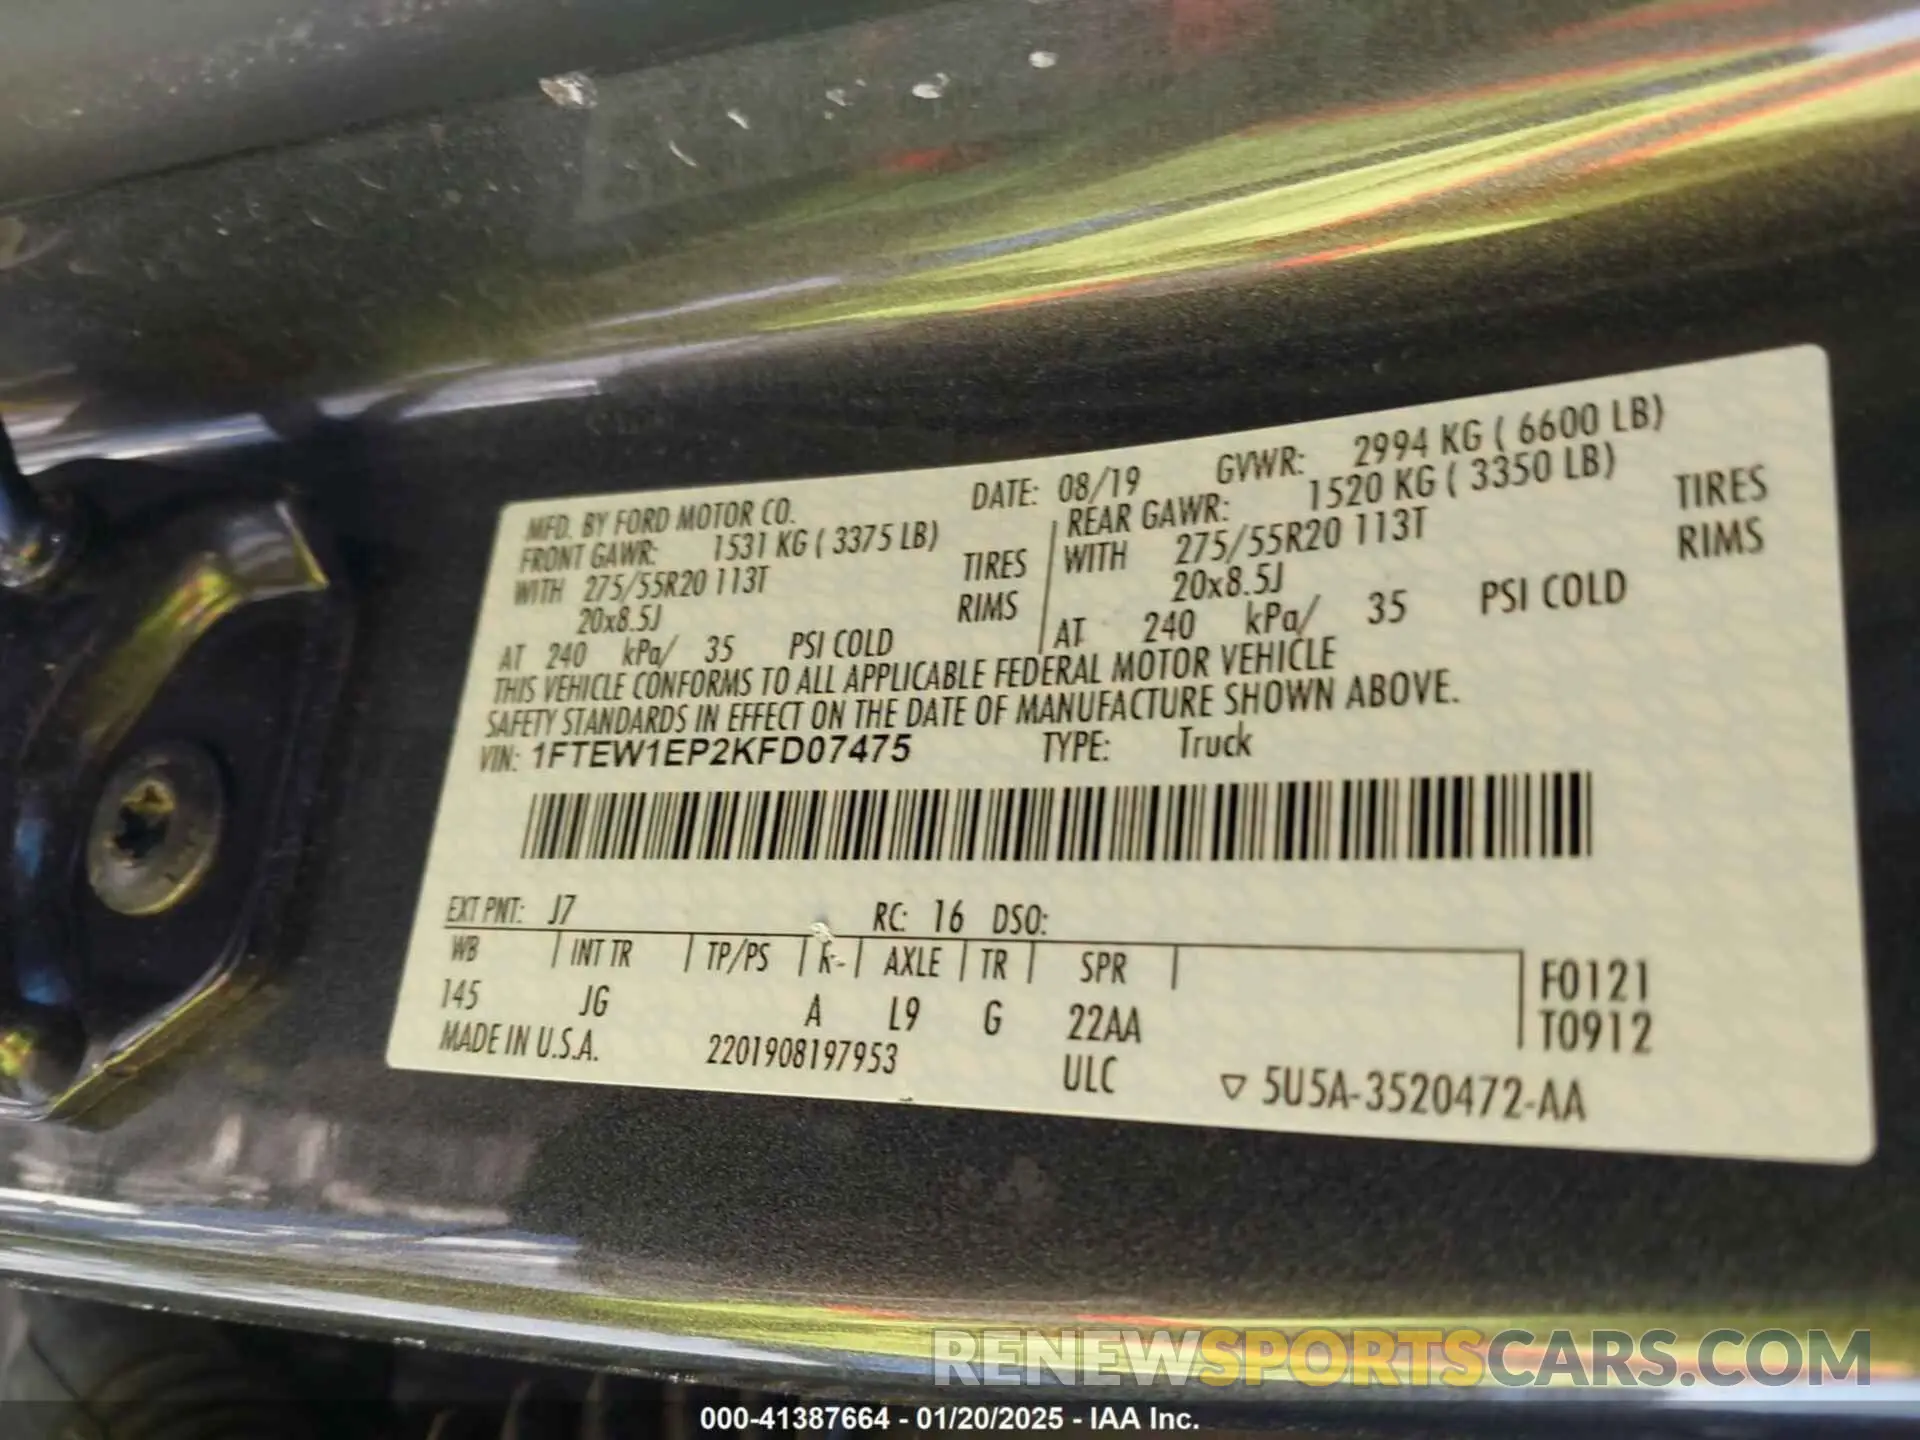 MFD. BY FORD MOTOR CO. DATE: 08/19 GVWR: 2994 KG ( 6600 LB)
FRONT GAWR: 1531 KG ( 3375 LB) REAR GAWR: 1520 KG ( 3350 LB)
WITH 275/55R20 113T TIRES WITH 275/55R20 113T TIRES
20x8.5J RIMS 20x8.5J RIMS
AT 240 kPa/ 35 PSI COLD AT 240 kPa/ 35 PSI COLD
THIS VEHICLE CONFORMS TO ALL APPLICABLE FEDERAL MOTOR VEHICLE
SAFETY STANDARDS IN EFFECT ON THE DATE OF MANUFACTURE SHOWN ABOVE.
VIN: 1FTEW1EP2KFD07475 TYPE: Truck
EXT PNT: J7 RC: 16 DSO:
WB INT TR TP/PS R- AXLE TR SPR F0121
145 JG A L9 G 22AA T0912
MADE IN U.S.A. 2201908197953 ULC ▽ 5U5A-3520472-AA
RENEWSPORTSCARS.COM
000-41387664 - 01/20/2025 - IAA Inc.